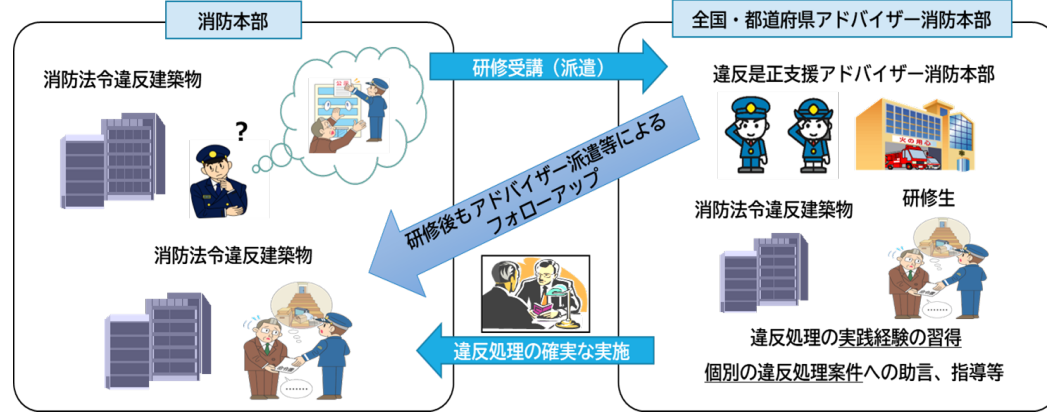 消防本部
全国・都道府県アドバイザー消防本部
消防法令違反建築物
?
研修受講（派遣）
違反是正支援アドバイザー消防本部
火の用心
研修後もアドバイザー派遣等による
フォローアップ
消防法令違反建築物
研修生
消防法令違反建築物
違反処理の確実な実施
違反処理の実践経験の習得
個別の違反処理案件への助言、指導等